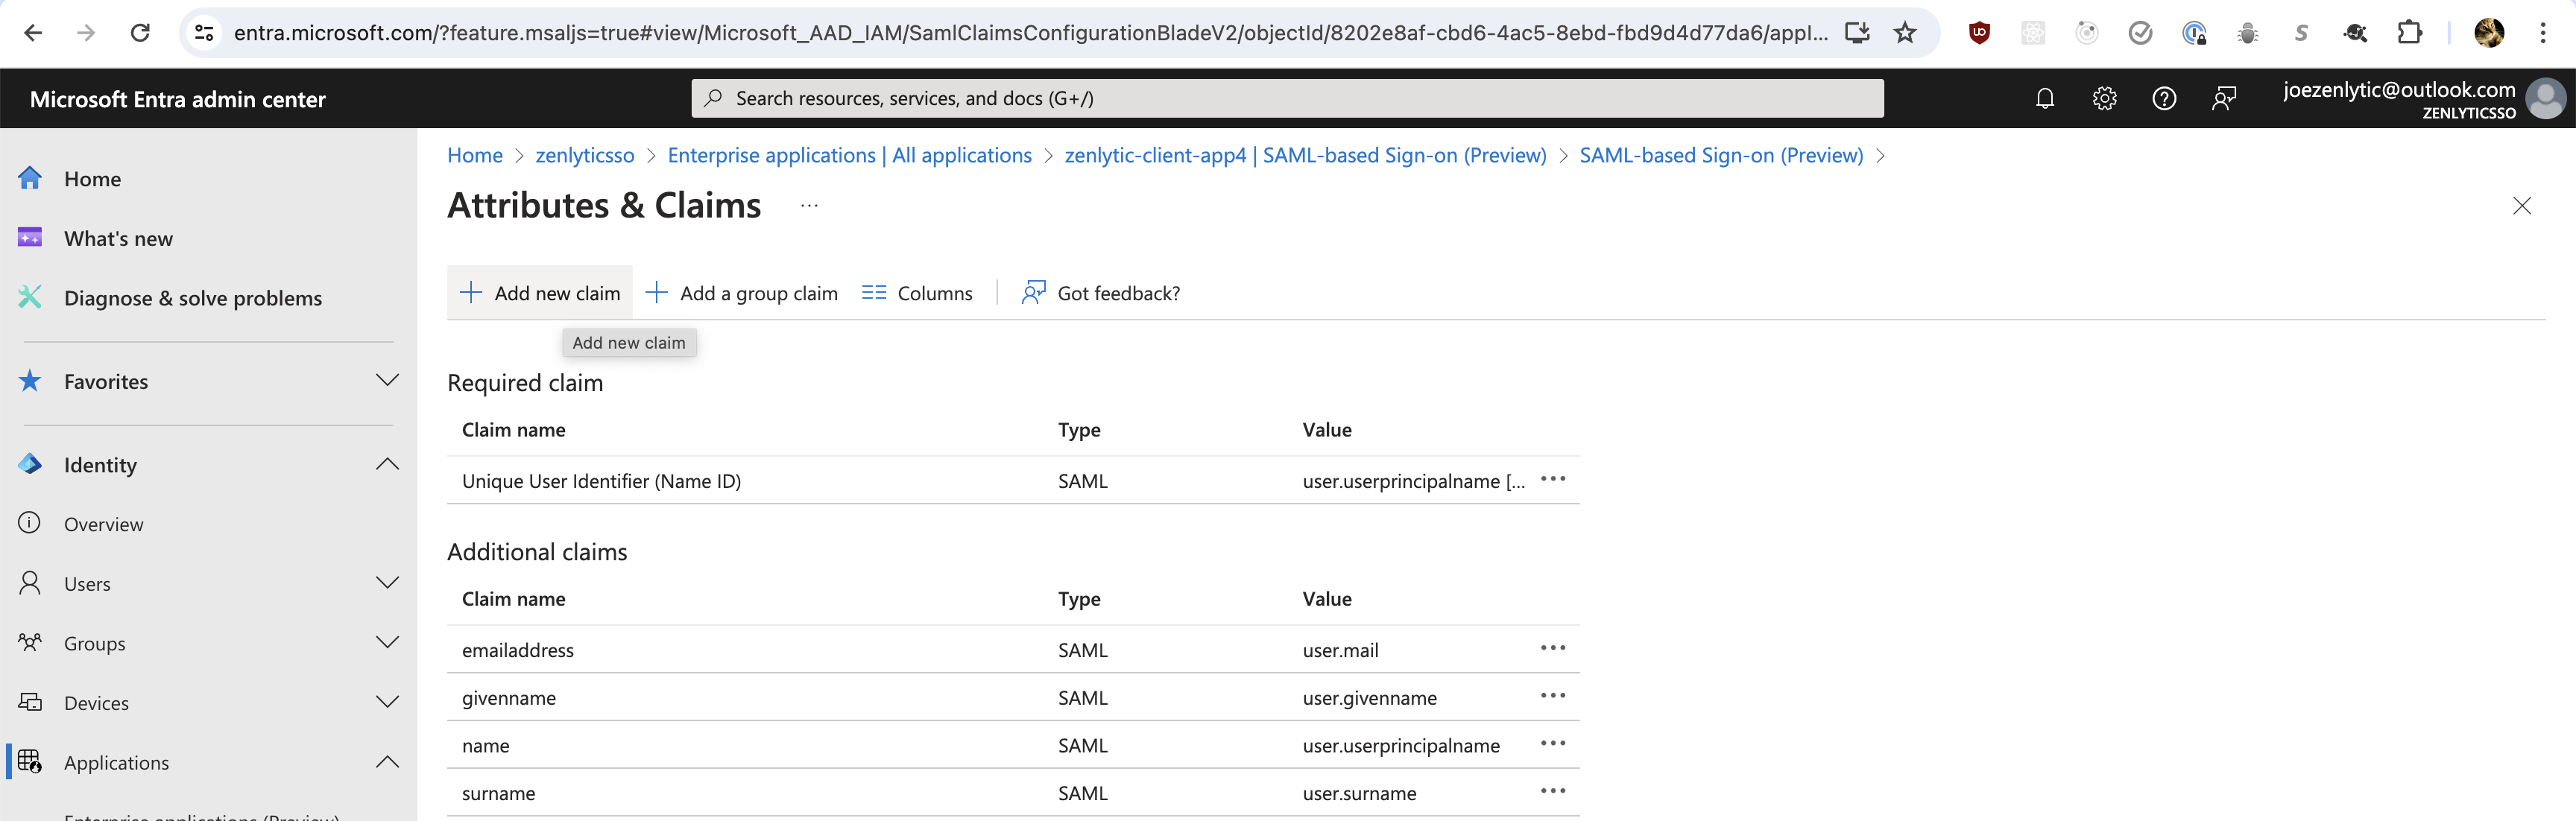 entra.microsoft.com/?feature.msaljs=true#view/Microsoft_AAD_IAM/SamlClaimsConfigurationBladeV2/objectId/8202e8af-cbd6-4ac5-8ebd-fbd9d4d77da6/appI...
Microsoft Entra admin center
Search resources, services, and docs (G+/)
joezenlytic@outlook.com
ZENLYTICSSO
Home > zenlyticsso > Enterprise applications | All applications > zenlytic-client-app4 | SAML-based Sign-on (Preview) > SAML-based Sign-on (Preview) >
Attributes & Claims ...
Add new claim Add a group claim Columns Got feedback?
Add new claim
Required claim
Claim name Type Value
Unique User Identifier (Name ID) SAML user.userprincipalname [...
Additional claims
Claim name Type Value
emailaddress SAML user.mail
givenname SAML user.givenname
name SAML user.userprincipalname
surname SAML user.surname
Home
What's new
Diagnose & solve problems
Favorites
Identity
Overview
Users
Groups
Devices
Applications
Enterprise applications (Preview)